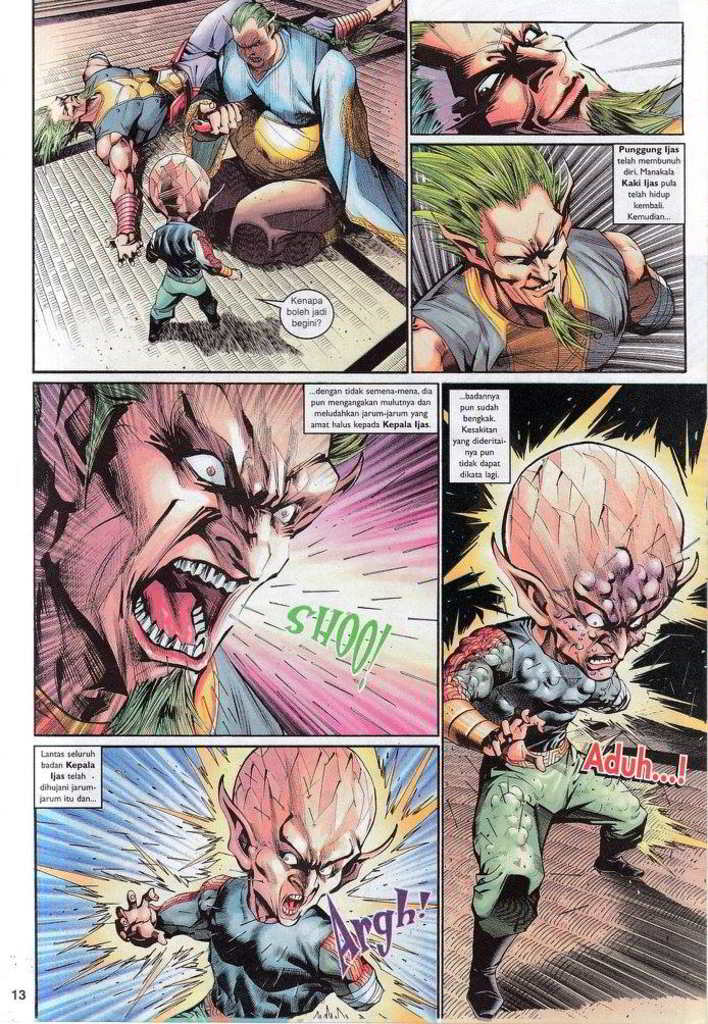 Kenapa
boleh jadi
begini?
Punggung Ijas
telah membunuh
diri. Manakala
Kaki Ijas pula
telah hidup
kembali.
Kemudian...
...dengan tidak semena-mena, dia
pun mengangakan mulutnya dan
meludahkan jarum-jarum yang
amat halus kepada Kepala Ijas.
...badannya
pun sudah
bengkak.
Kesakitan
yang dideritai-
nya pun
tidak dapat
dikata lagi.
Lantas seluruh
badan Kepala
Ijas telah
dihujani jarum-
jarum itu dan...
Argh!
Aduh...!
13